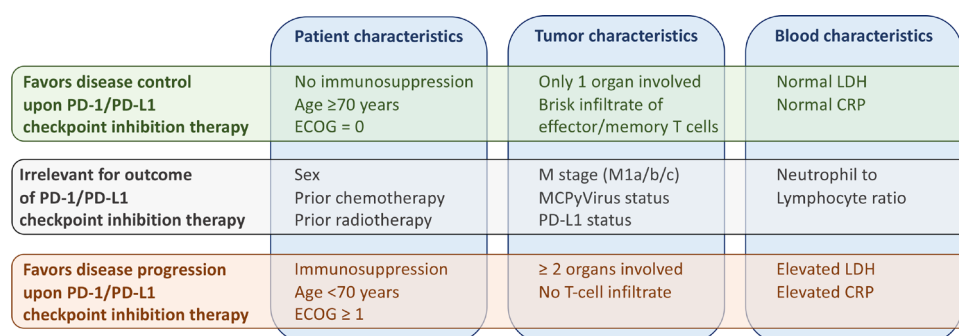 Patient characteristics
Tumor characteristics
Blood characteristics
Favors disease control
upon PD-1/PD-L1
checkpoint inhibition therapy
No immunosuppression
Age ≥70 years
ECOG = 0
Only 1 organ involved
Brisk infiltrate of
effector/memory T cells
Normal LDH
Normal CRP
Irrelevant for outcome
of PD-1/PD-L1
checkpoint inhibition therapy
Sex
Prior chemotherapy
Prior radiotherapy
M stage (M1a/b/c)
MCPyVirus status
PD-L1 status
Neutrophil to
Lymphocyte ratio
Favors disease progression
upon PD-1/PD-L1
checkpoint inhibition therapy
Immunosuppression
Age <70 years
ECOG ≥ 1
≥ 2 organs involved
No T-cell infiltrate
Elevated LDH
Elevated CRP